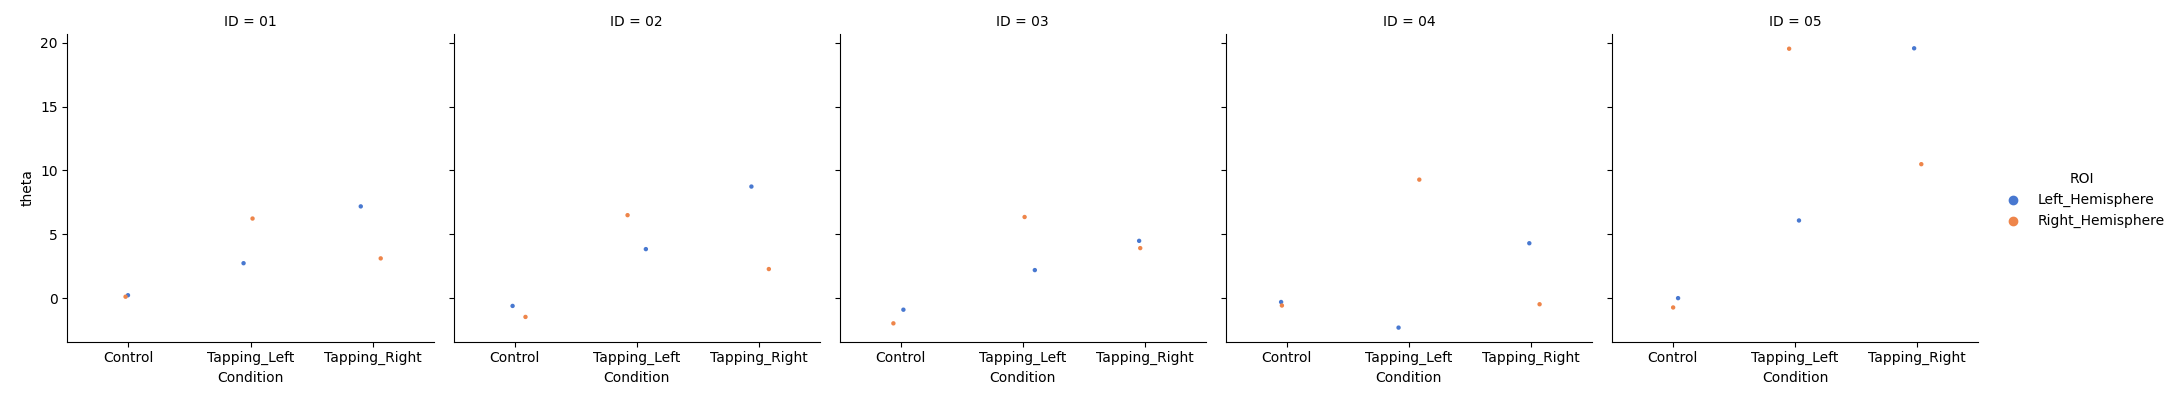 ID = 01
ID = 02
ID = 03
ID = 04
ID = 05
20
15
10
5
0
theta
Control
Tapping_Left
Tapping_Right
Condition
Control
Tapping_Left
Tapping_Right
Condition
Control
Tapping_Left
Tapping_Right
Condition
Control
Tapping_Left
Tapping_Right
Condition
Control
Tapping_Left
Tapping_Right
Condition
ROI
Left_Hemisphere
Right_Hemisphere